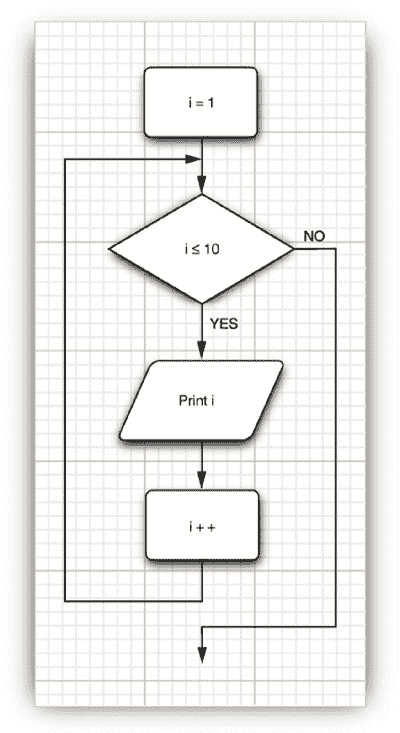 i = 1
i ≤ 10
NO
YES
Print i
i + +